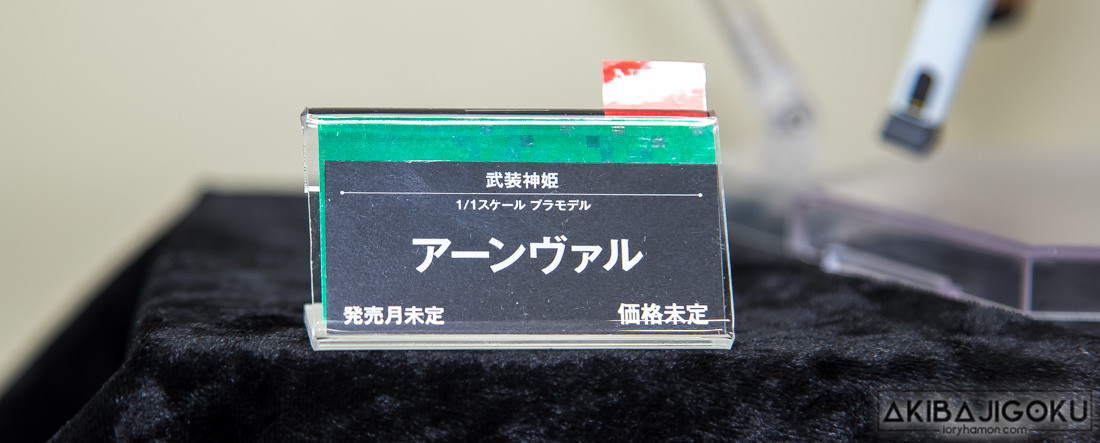 武装神姫
1/1スケール プラモデル
アーンヴァル
発売月未定
価格未定
AKIBAJIGOKU
loryhamon.com